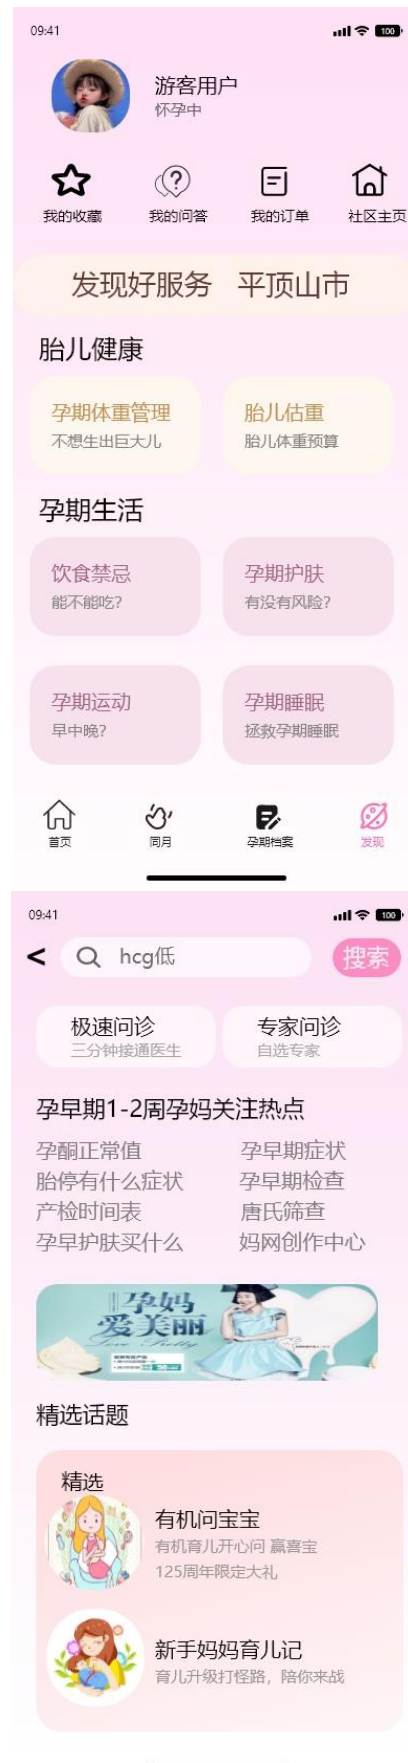 09:41
100
游客用户
怀孕中
我的收藏 我的问答 我的订单 社区主页
发现好服务 平顶山市
胎儿健康
孕期体重管理 胎儿估重
不想生出巨大儿 胎儿体重预算
孕期生活
饮食禁忌 孕期护肤
能不能吃? 有没有风险?
孕期运动 孕期睡眠
早中晚? 拯救孕期睡眠
首页 同月 孕期档案 发现
09:41
100
< hcg低 搜索
极速问诊 专家问诊
三分钟接通医生 自选专家
孕早期1-2周孕妈关注热点
孕酮正常值 孕早期症状
胎停有什么症状 孕早期检查
产检时间表 唐氏筛查
孕早护肤买什么 妈网创作中心
孕妈
爱美丽
精选话题
精选
有机问宝宝
有机育儿开心问 赢喜宝
125周年限定大礼
新手妈妈育儿记
育儿升级打怪路，陪你来战